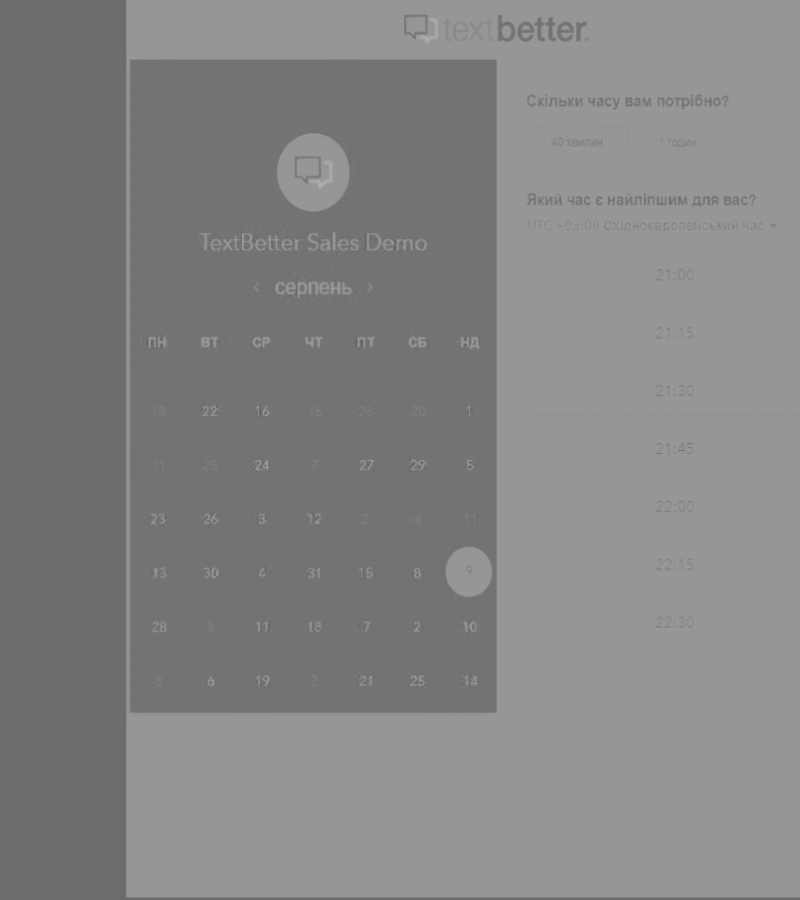 textbetter.
TextBetter Sales Demo
‹ серпень ›
ПН ВТ СР ЧТ ПТ СБ НД
18 22 16 15 26 20 1
11 25 24 7 27 29 5
23 26 3 12 2 4 11
13 30 4 31 15 8 9
28 5 11 18 7 2 10
6 19 2 21 25 14
Скільки часу вам потрібно?
40 хвилин 1 годин
Який час є найліпшим для вас?
UTC +03:00 Східноєвропейський час
21:00
21:15
21:30
21:45
22:00
22:15
22:30